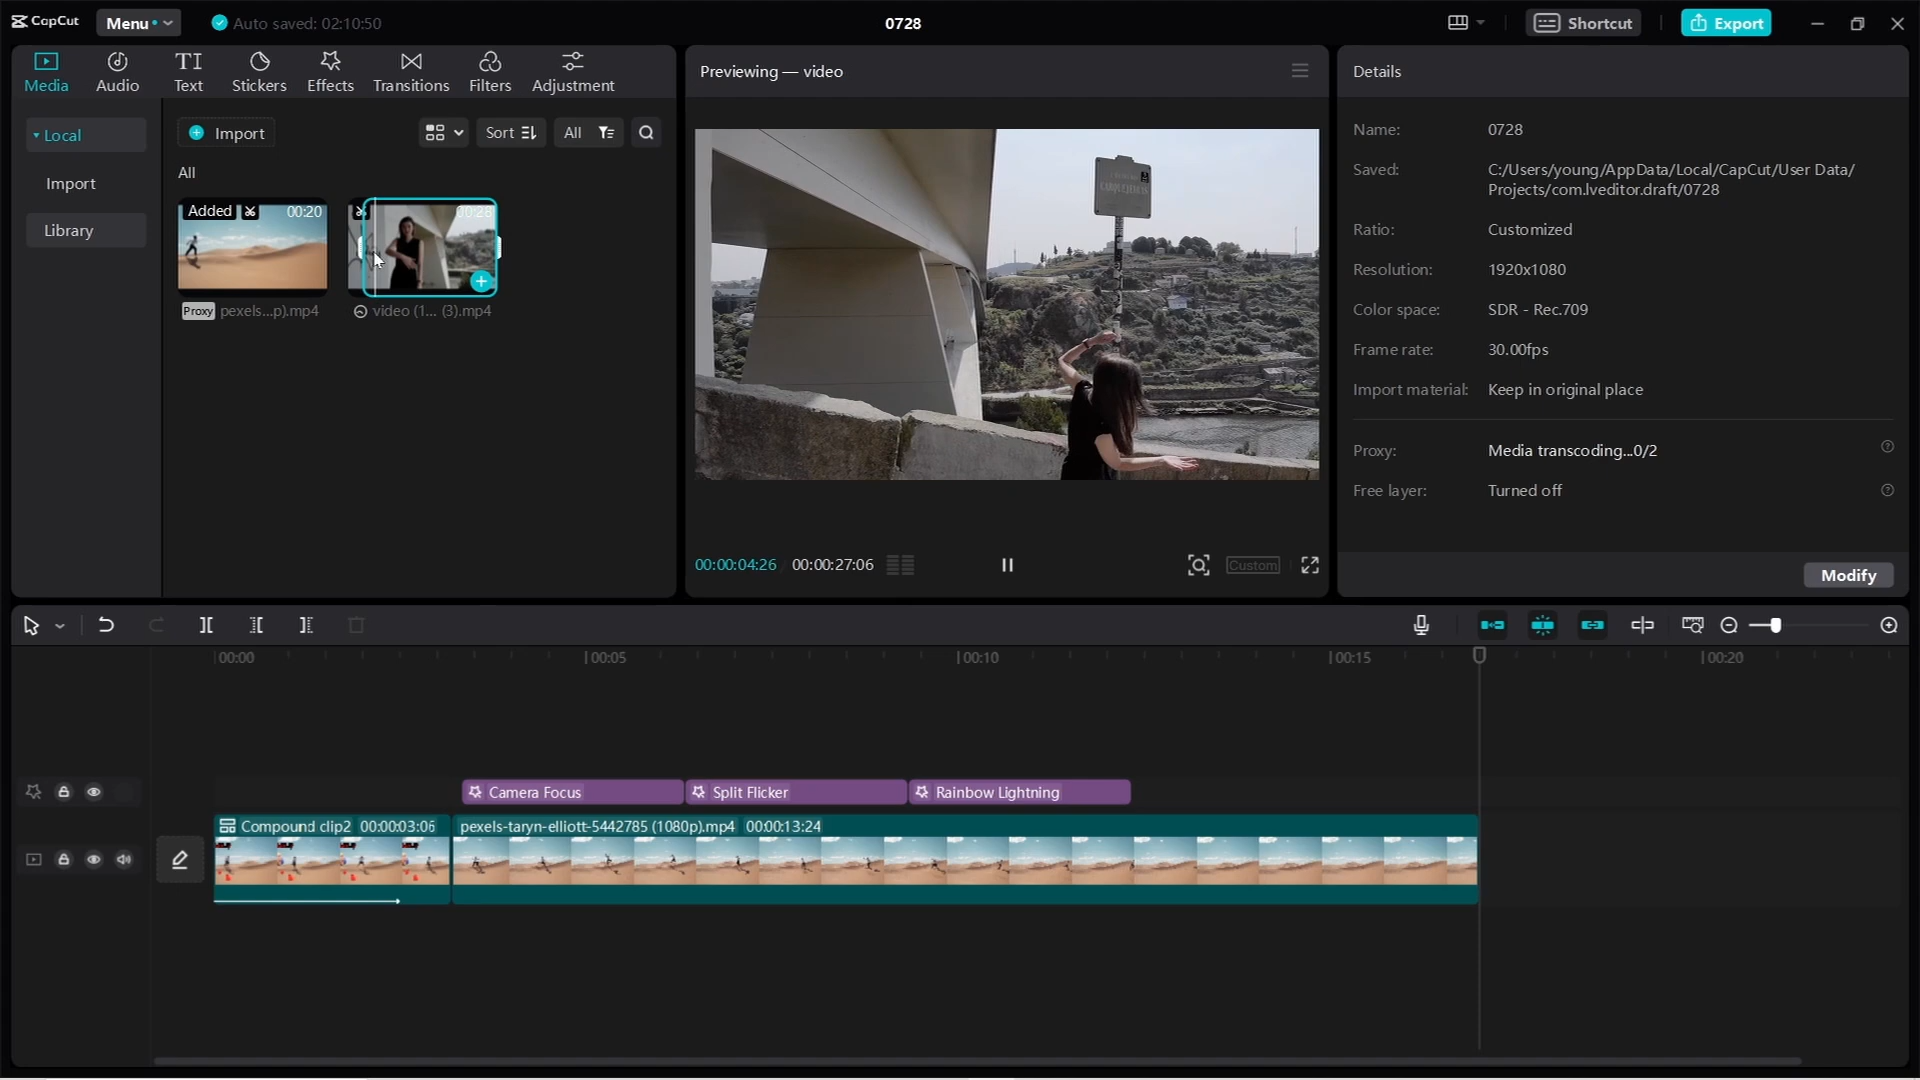 CapCut
Menu
Auto saved: 02:10:50
0728
Shortcut
Export
Media
Audio
Text
Stickers
Effects
Transitions
Filters
Adjustment
Local
Import
Library
Import
Sort
All
All
Added
00:20
00:28
Proxy pexels...p).mp4
video (1... (3).mp4
Previewing — video
00:00:04:26
00:00:27:06
Custom
Details
Name: 0728
Saved: C:/Users/young/AppData/Local/CapCut/User Data/
Projects/com.lveditor.draft/0728
Ratio: Customized
Resolution: 1920x1080
Color space: SDR - Rec.709
Frame rate: 30.00fps
Import material: Keep in original place
Proxy: Media transcoding...0/2
Free layer: Turned off
Modify
00:00
00:05
00:10
00:15
00:20
Camera Focus
Split Flicker
Rainbow Lightning
Compound clip2 00:00:03:06
pexels-taryn-elliott-5442785 (1080p).mp4 00:00:13:24